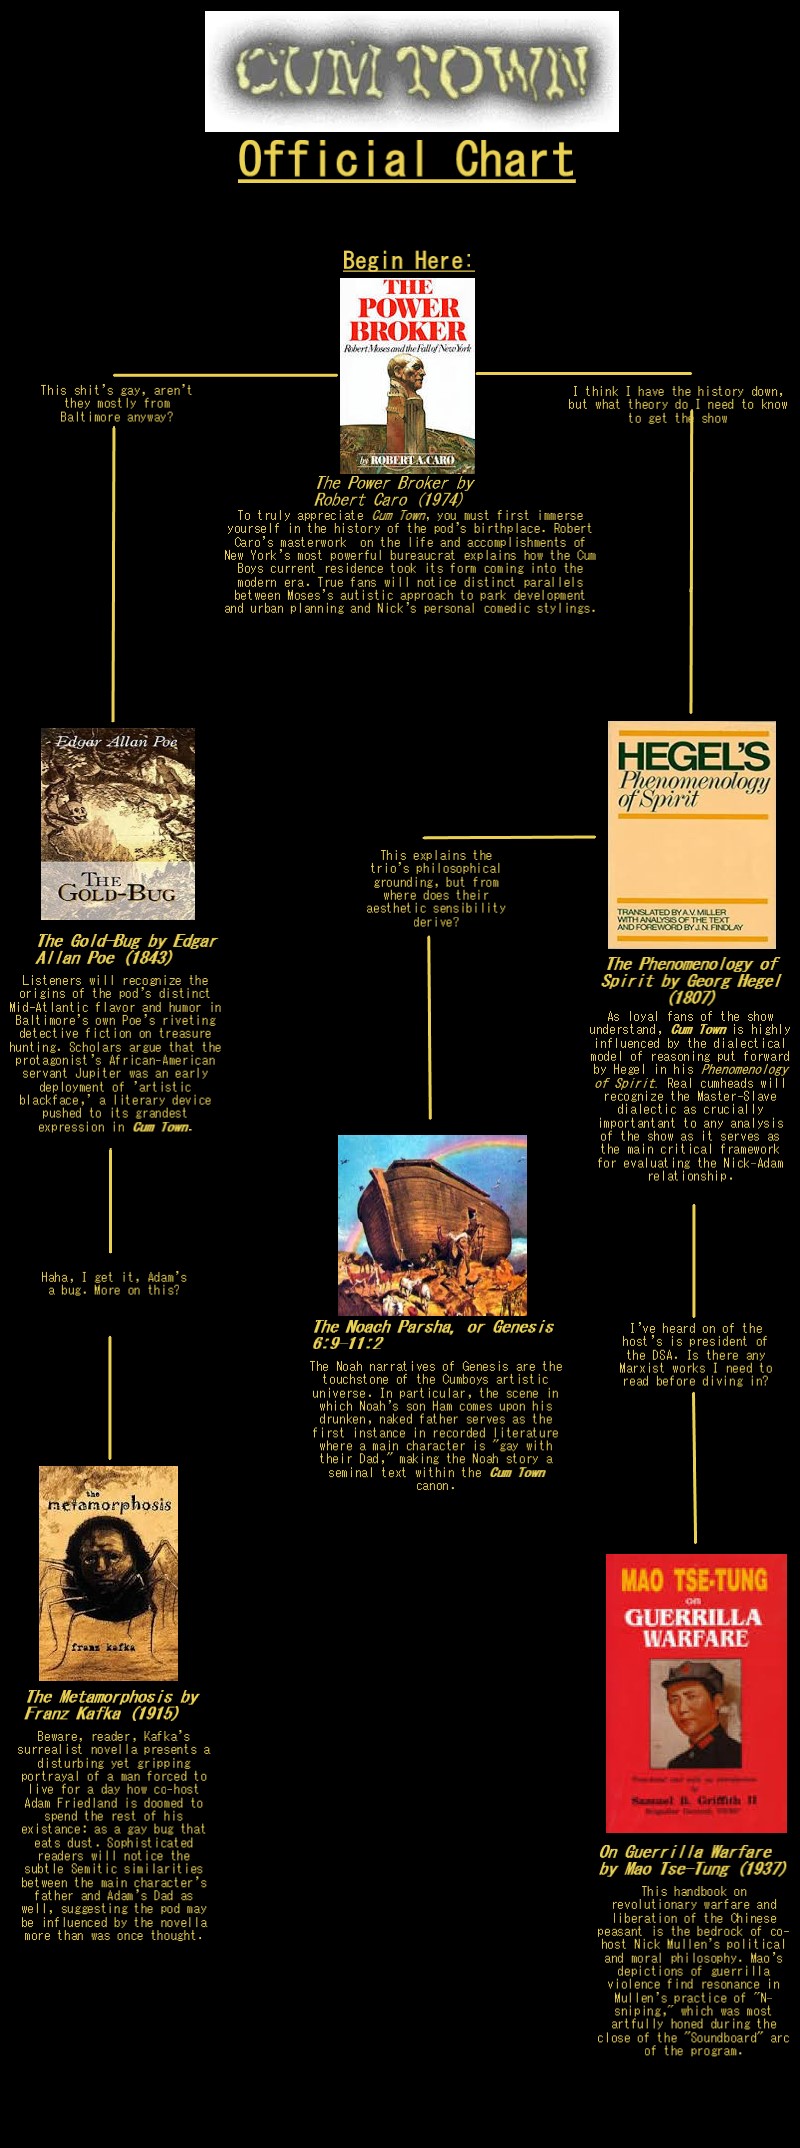 CUM TOWN
Official Chart
Begin Here:
THE
POWER
BROKER
Robert Moses and the Fall of New York
by ROBERT A. CARO
The Power Broker by
Robert Caro (1974)
To truly appreciate Cum Town, you must first immerse
yourself in the history of the pod's birthplace. Robert
Caro's masterwork on the life and accomplishments of
New York's most powerful bureaucrat explains how the Cum
Boys current residence took its form coming into the
modern era. True fans will notice distinct parallels
between Moses's autistic approach to park development
and urban planning and Nick's personal comedic stylings.
This shit's gay, aren't
they mostly from
Baltimore anyway?
I think I have the history down,
but what theory do I need to know
to get the show
Edgar Allan Poe
THE
GOLD-BUG
The Gold-Bug by Edgar
Allan Poe (1843)
Listeners will recognize the
origins of the pod's distinct
Mid-Atlantic flavor and humor in
Baltimore's own Poe's riveting
detective fiction on treasure
hunting. Scholars argue that the
protagonist's African-American
servant Jupiter was an early
deployment of 'artistic
blackface,' a literary device
pushed to its grandest
expression in Cum Town.
Haha, I get it, Adam's
a bug. More on this?
the
metamorphosis
franz kafka
The Metamorphosis by
Franz Kafka (1915)
Beware, reader, Kafka's
surrealist novella presents a
disturbing yet gripping
portrayal of a man forced to
live for a day how co-host
Adam Friedland is doomed to
spend the rest of his
existance: as a gay bug that
eats dust. Sophisticated
readers will notice the
subtle Semitic similarities
between the main character's
father and Adam's Dad as
well, suggesting the pod may
be influenced by the novella
more than was once thought.
HEGEL'S
Phenomenology
of Spirit
TRANSLATED BY A.V. MILLER
WITH ANALYSIS OF THE TEXT
AND FOREWORD BY J. N. FINDLAY
The Phenomenology of
Spirit by Georg Hegel
(1807)
As loyal fans of the show
understand, Cum Town is highly
influenced by the dialectical
model of reasoning put forward
by Hegel in his Phenomenology
of Spirit. Real cumheads will
recognize the Master-Slave
dialectic as crucially
importantant to any analysis
of the show as it serves as
the main critical framework
for evaluating the Nick-Adam
relationship.
This explains the
trio's philosophical
grounding, but from
where does their
aesthetic sensibility
derive?
The Noach Parsha, or Genesis
6:9-11:2
The Noah narratives of Genesis are the
touchstone of the Cumboys artistic
universe. In particular, the scene in
which Noah's son Ham comes upon his
drunken, naked father serves as the
first instance in recorded literature
where a main character is "gay with
their Dad," making the Noah story a
seminal text within the Cum Town
canon.
I've heard on of the
host's is president of
the DSA. Is there any
Marxist works I need to
read before diving in?
MAO TSE-TUNG
on
GUERRILLA
WARFARE
Samuel B. Griffith II
On Guerrilla Warfare
by Mao Tse-Tung (1937)
This handbook on
revolutionary warfare and
liberation of the Chinese
peasant is the bedrock of co-
host Nick Mullen's political
and moral philosophy. Mao's
depictions of guerrilla
violence find resonance in
Mullen's practice of "N-
sniping," which was most
artfully honed during the
close of the "Soundboard" arc
of the program.